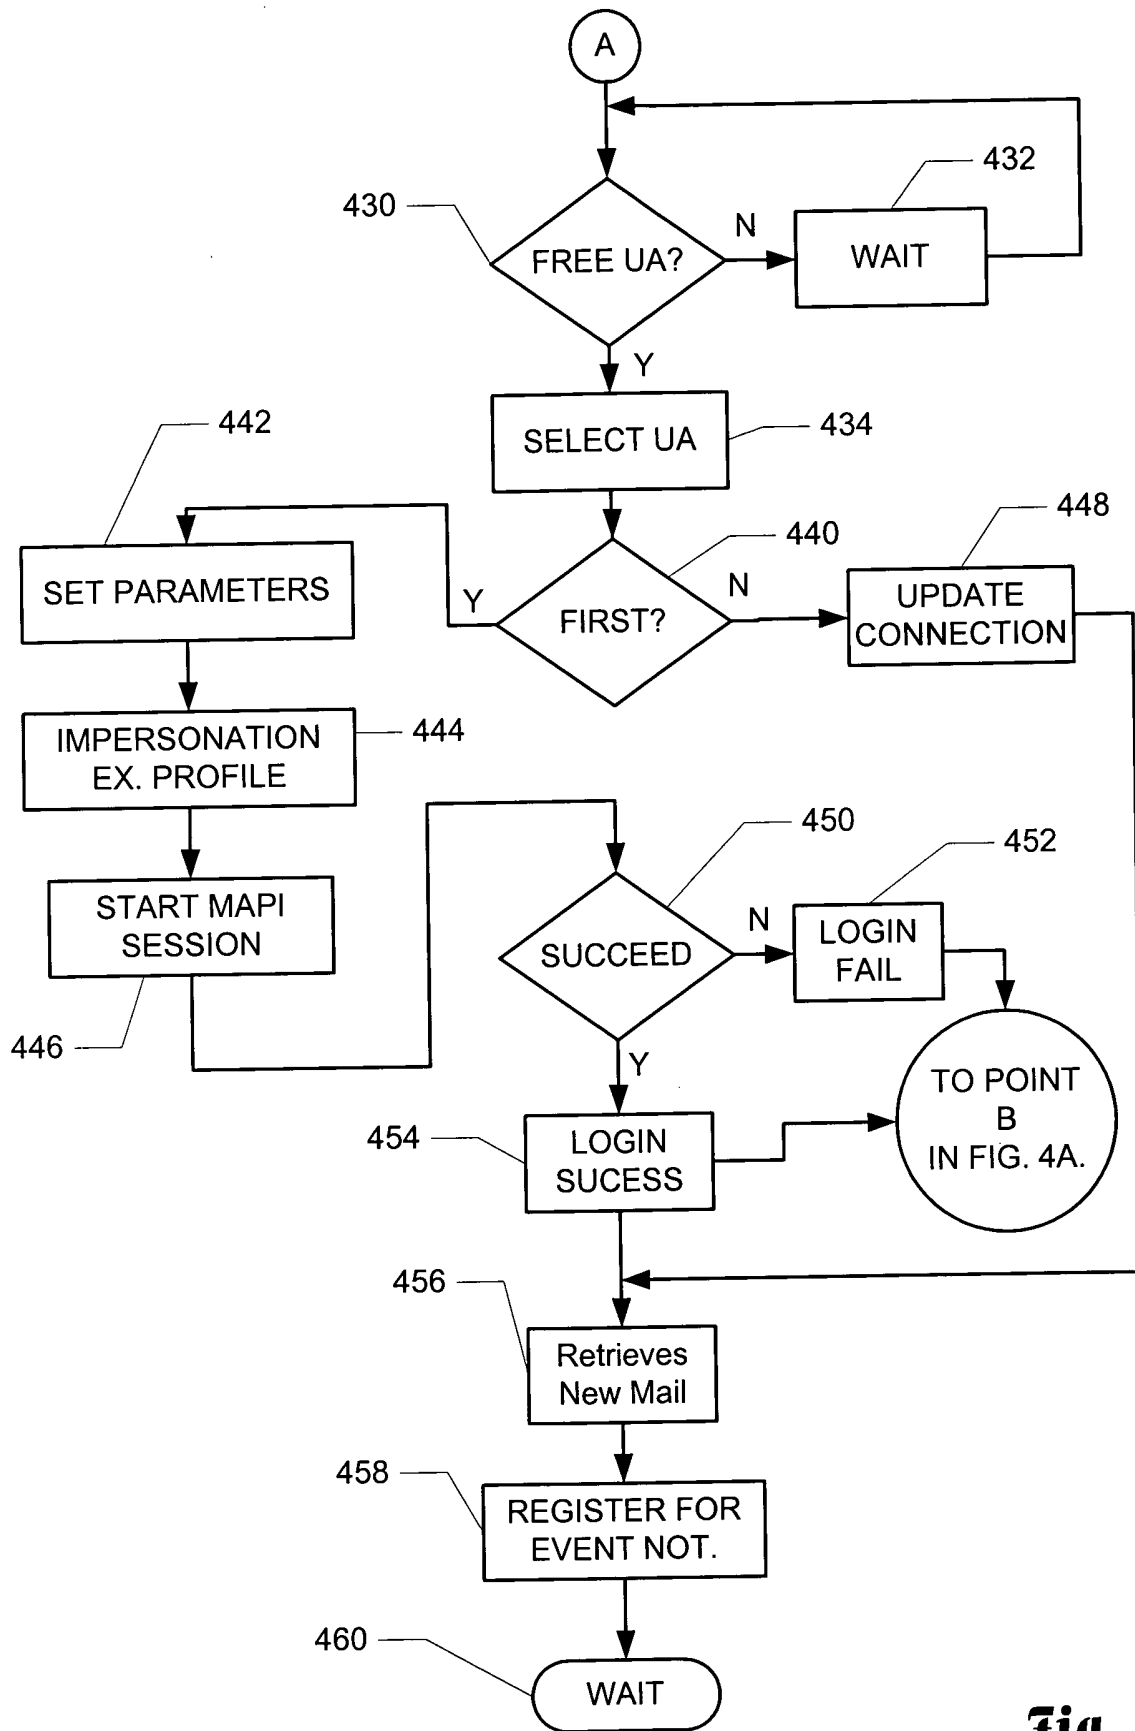 A
432
430
N
FREE UA?
WAIT
Y
442
SELECT UA
434
448
440
SET PARAMETERS
Y
FIRST?
N
UPDATE
CONNECTION
IMPERSONATION
EX. PROFILE
444
450
452
START MAPI
SESSION
SUCCEED
N
LOGIN
FAIL
446
Y
TO POINT
B
IN FIG. 4A.
454
LOGIN
SUCESS
456
Retrieves
New Mail
458
REGISTER FOR
EVENT NOT.
460
WAIT
Fig